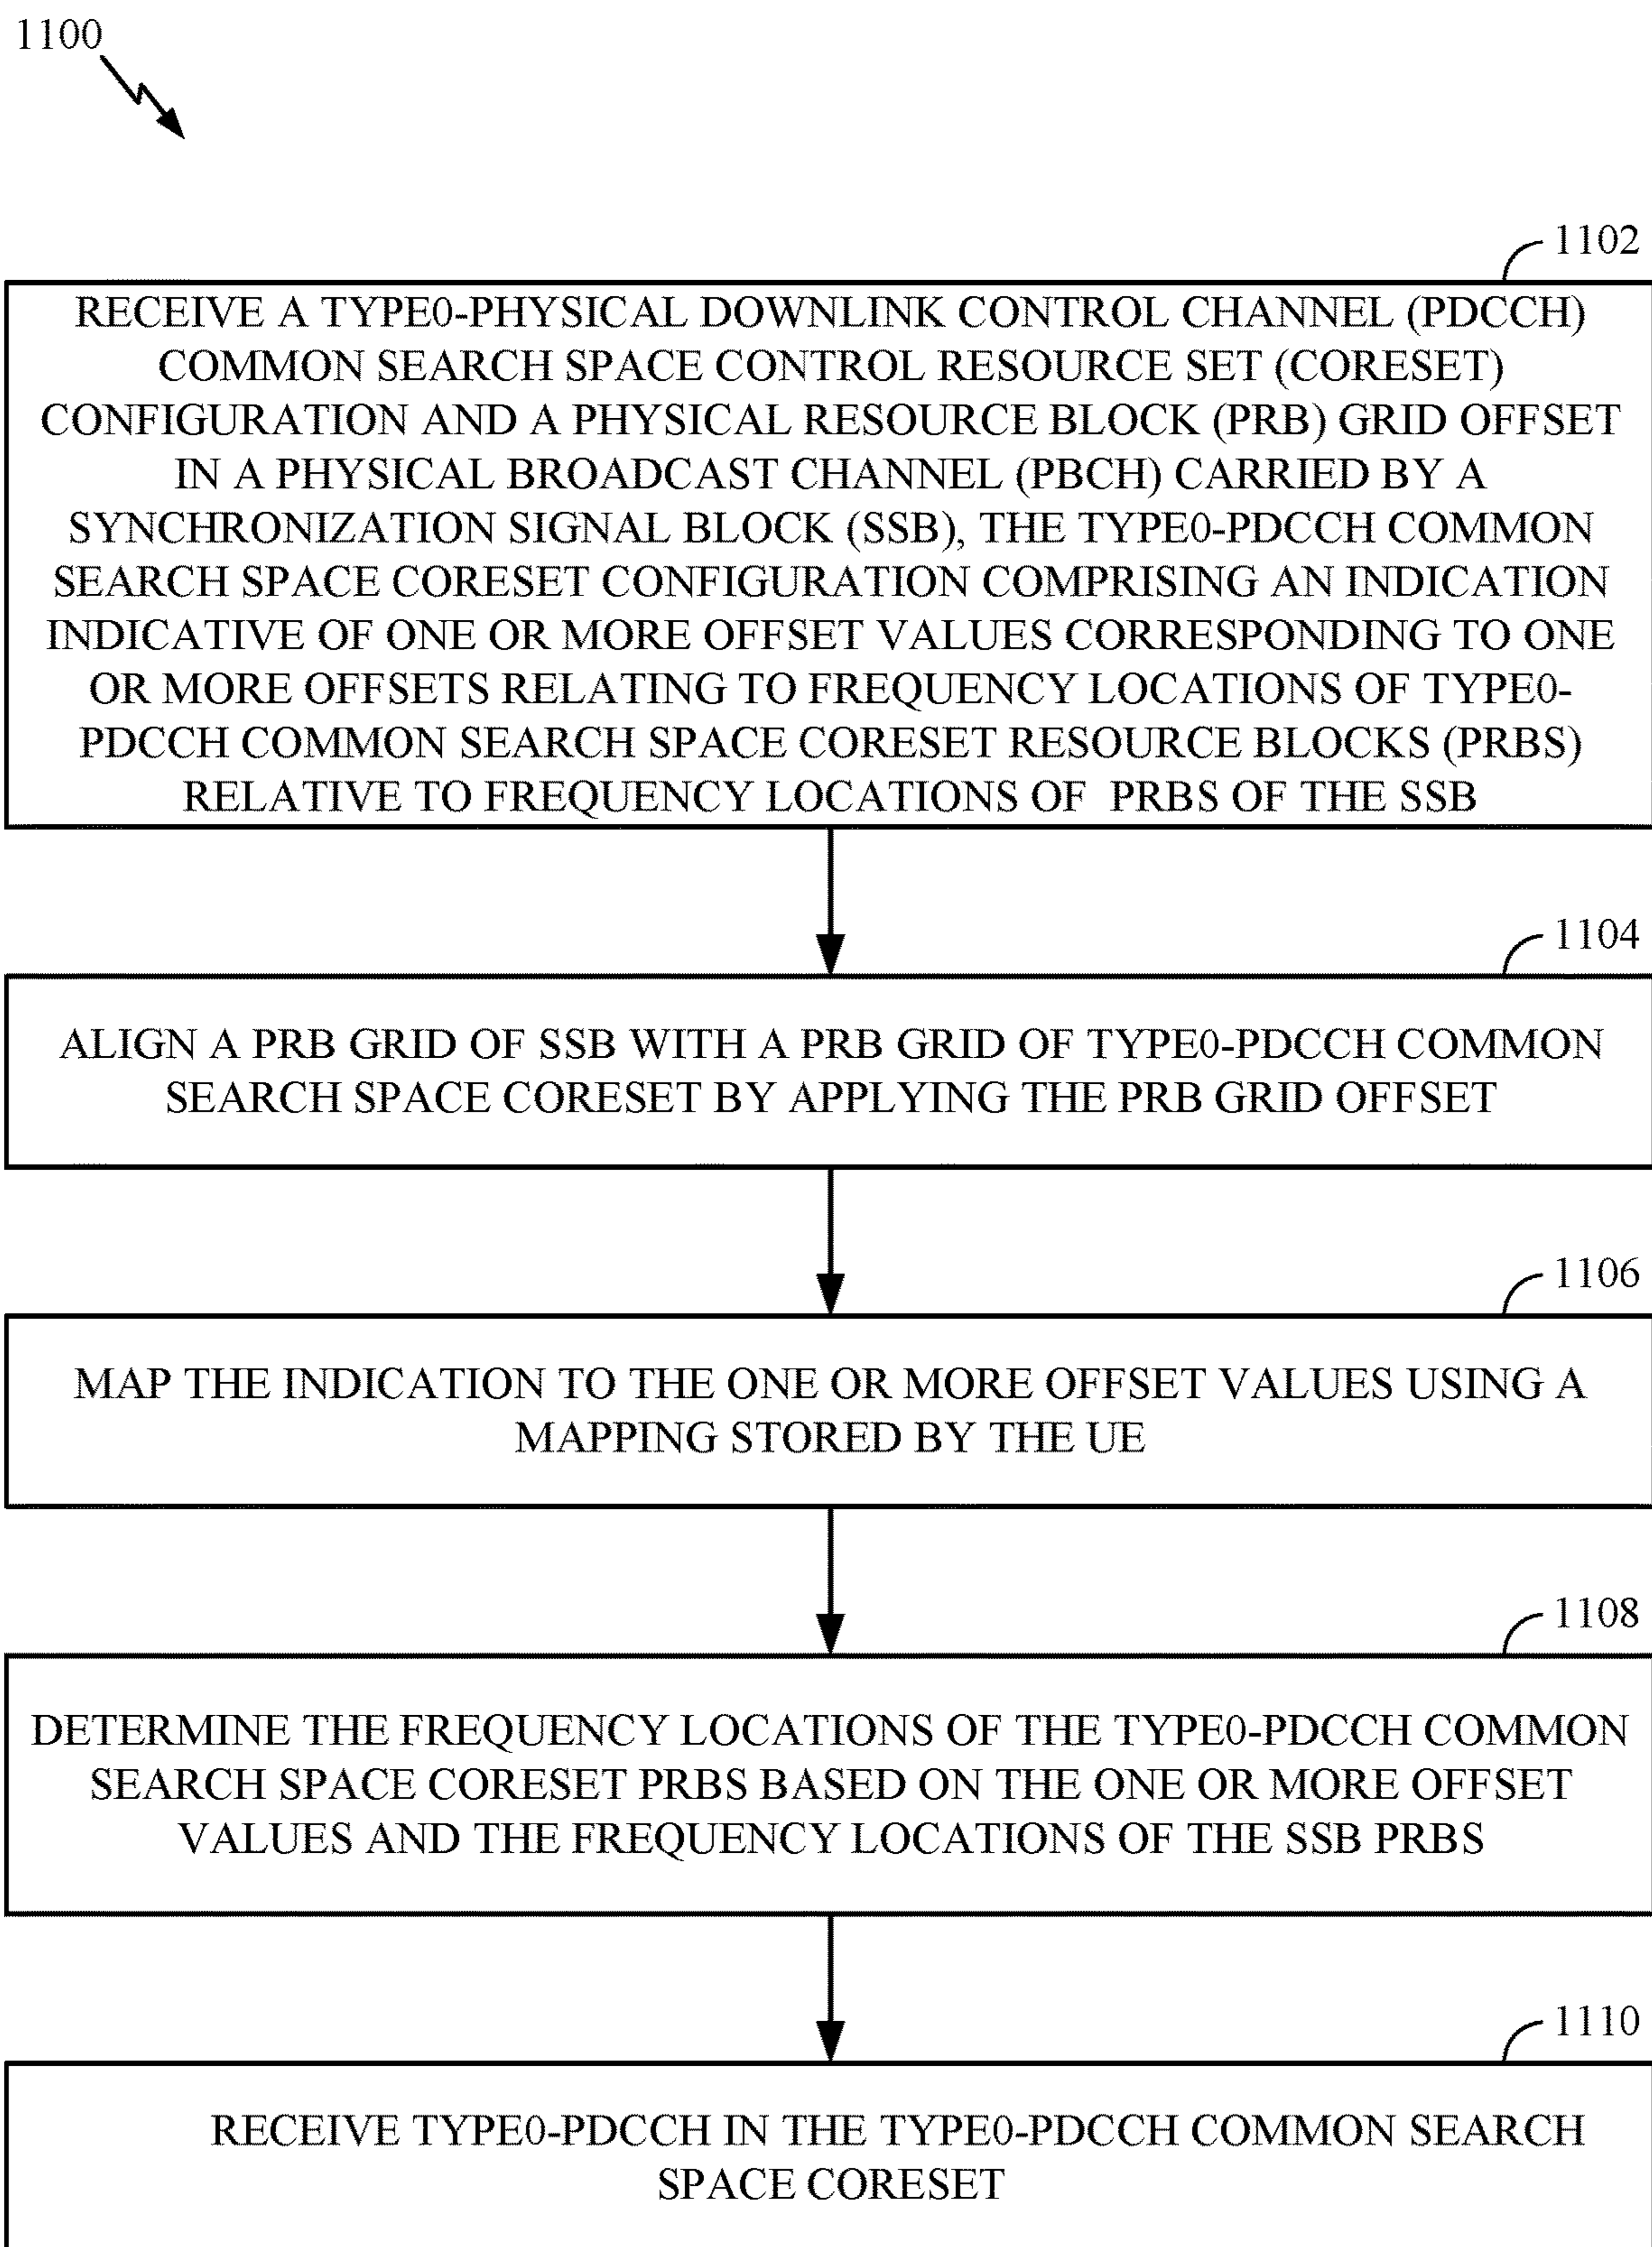 1100
1102
RECEIVE A TYPE0-PHYSICAL DOWNLINK CONTROL CHANNEL (PDCCH)
COMMON SEARCH SPACE CONTROL RESOURCE SET (CORESET)
CONFIGURATION AND A PHYSICAL RESOURCE BLOCK (PRB) GRID OFFSET
IN A PHYSICAL BROADCAST CHANNEL (PBCH) CARRIED BY A
SYNCHRONIZATION SIGNAL BLOCK (SSB), THE TYPE0-PDCCH COMMON
SEARCH SPACE CORESET CONFIGURATION COMPRISING AN INDICATION
INDICATIVE OF ONE OR MORE OFFSET VALUES CORRESPONDING TO ONE
OR MORE OFFSETS RELATING TO FREQUENCY LOCATIONS OF TYPE0-
PDCCH COMMON SEARCH SPACE CORESET RESOURCE BLOCKS (PRBS)
RELATIVE TO FREQUENCY LOCATIONS OF PRBS OF THE SSB
1104
ALIGN A PRB GRID OF SSB WITH A PRB GRID OF TYPE0-PDCCH COMMON
SEARCH SPACE CORESET BY APPLYING THE PRB GRID OFFSET
1106
MAP THE INDICATION TO THE ONE OR MORE OFFSET VALUES USING A
MAPPING STORED BY THE UE
1108
DETERMINE THE FREQUENCY LOCATIONS OF THE TYPE0-PDCCH COMMON
SEARCH SPACE CORESET PRBS BASED ON THE ONE OR MORE OFFSET
VALUES AND THE FREQUENCY LOCATIONS OF THE SSB PRBS
1110
RECEIVE TYPE0-PDCCH IN THE TYPE0-PDCCH COMMON SEARCH
SPACE CORESET